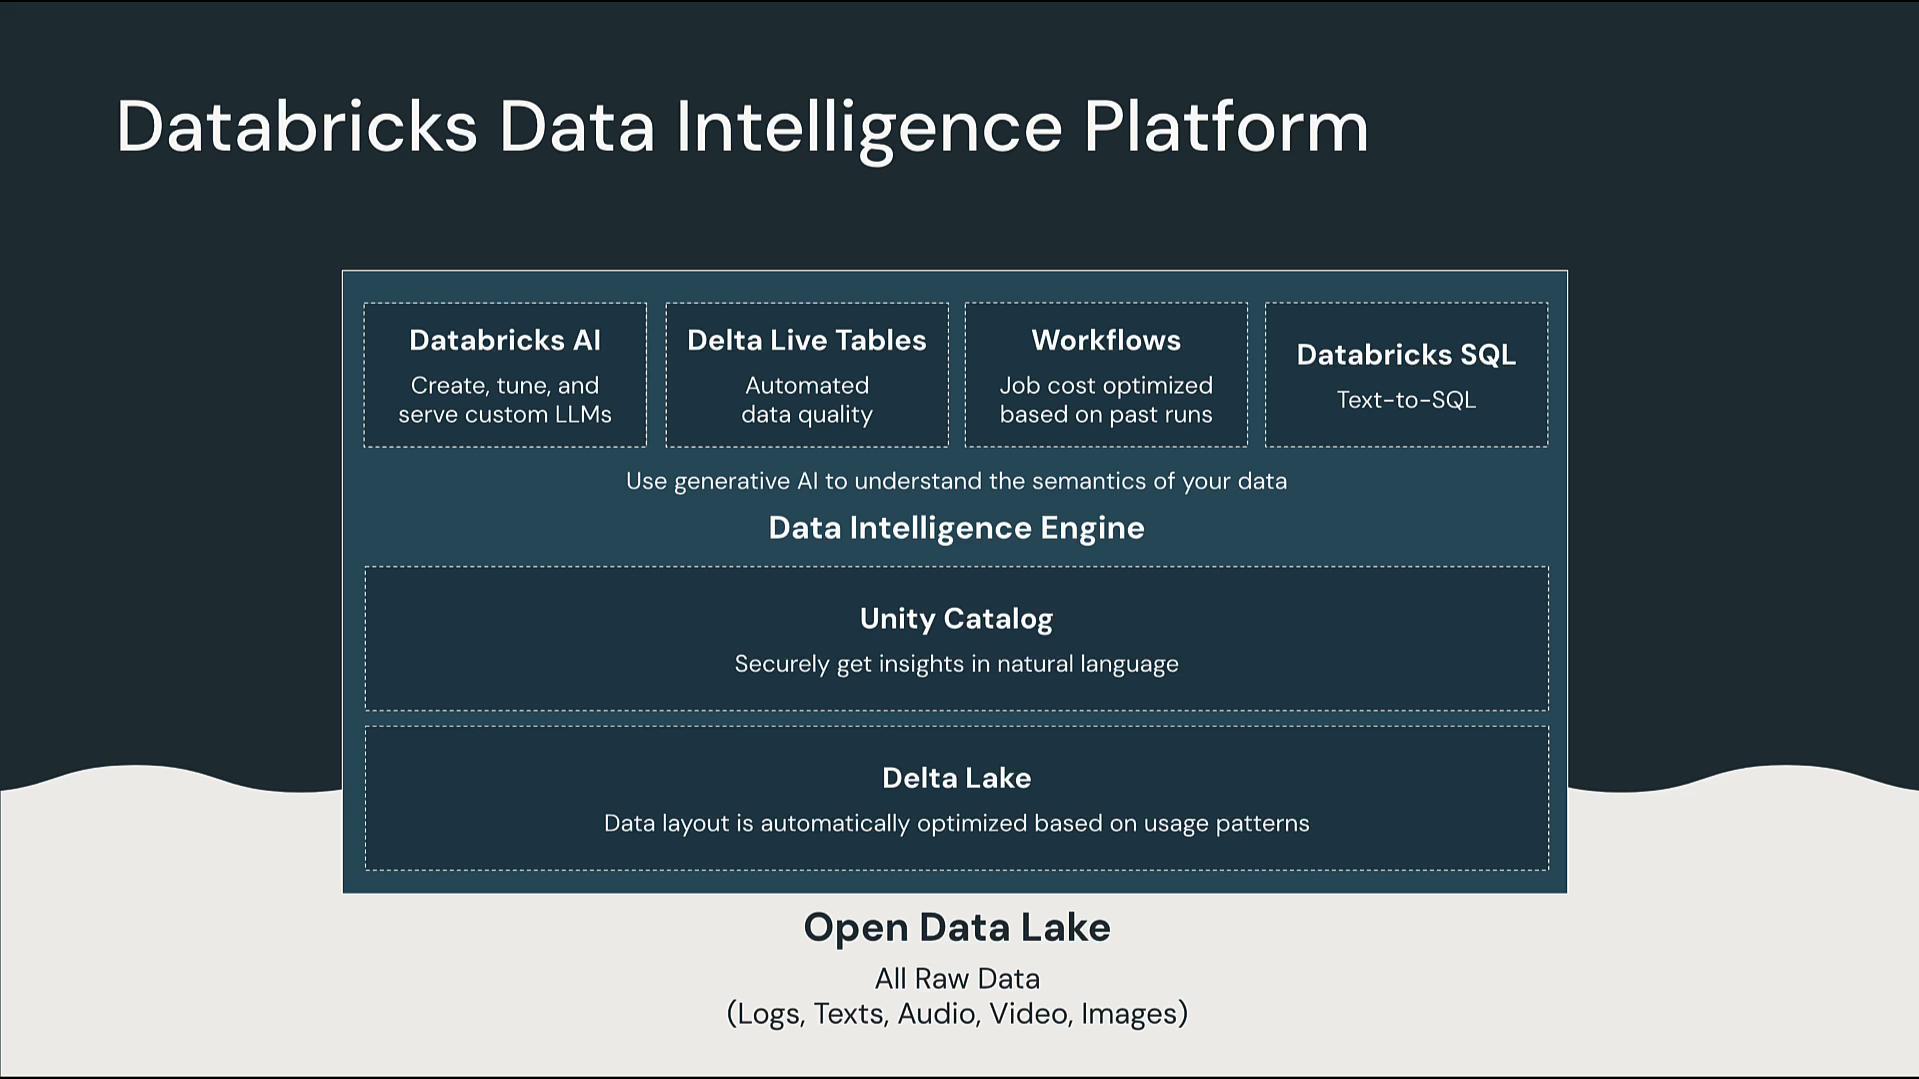 Databricks Data Intelligence Platform
Databricks AI
Create, tune, and
serve custom LLMs
Delta Live Tables
Automated
data quality
Workflows
Job cost optimized
based on past runs
Databricks SQL
Text-to-SQL
Use generative AI to understand the semantics of your data
Data Intelligence Engine
Unity Catalog
Securely get insights in natural language
Delta Lake
Data layout is automatically optimized based on usage patterns
Open Data Lake
All Raw Data
(Logs, Texts, Audio, Video, Images)